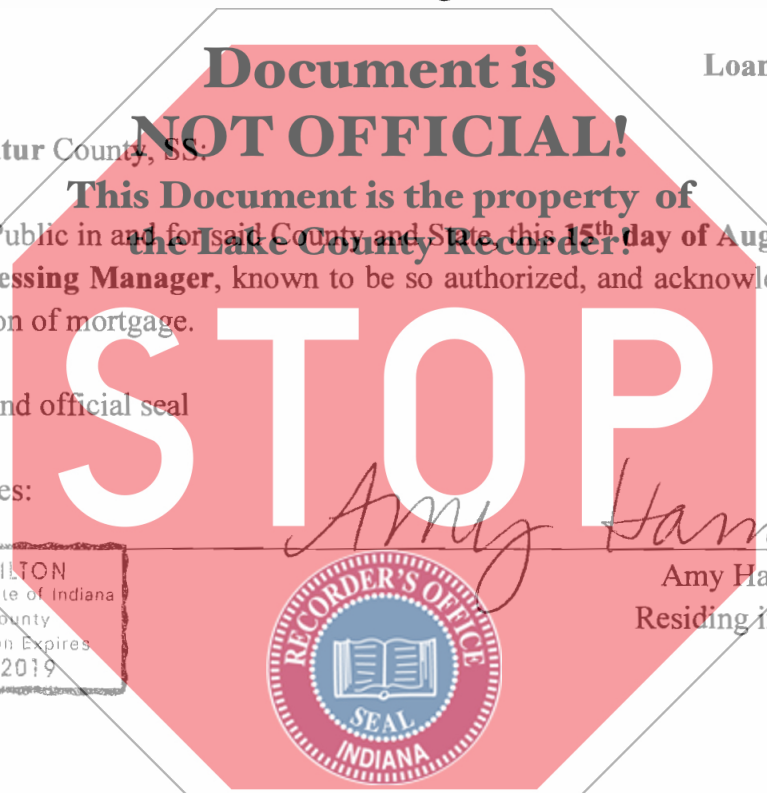 Document is
Loan
NOT OFFICIAL!
tur County, SS:
This Document is the property of
Public in and for said County and State, this 15th day of Aug
the Lake County Recorder!
essing Manager, known to be so authorized, and acknowle
on of mortgage.
STOP
nd official seal
es:
Amy Ham
ILTON
te of Indiana
ounty
n Expires
2019
Amy Ha
Residing i
RECORDER'S OFFICE
SEAL
INDIANA